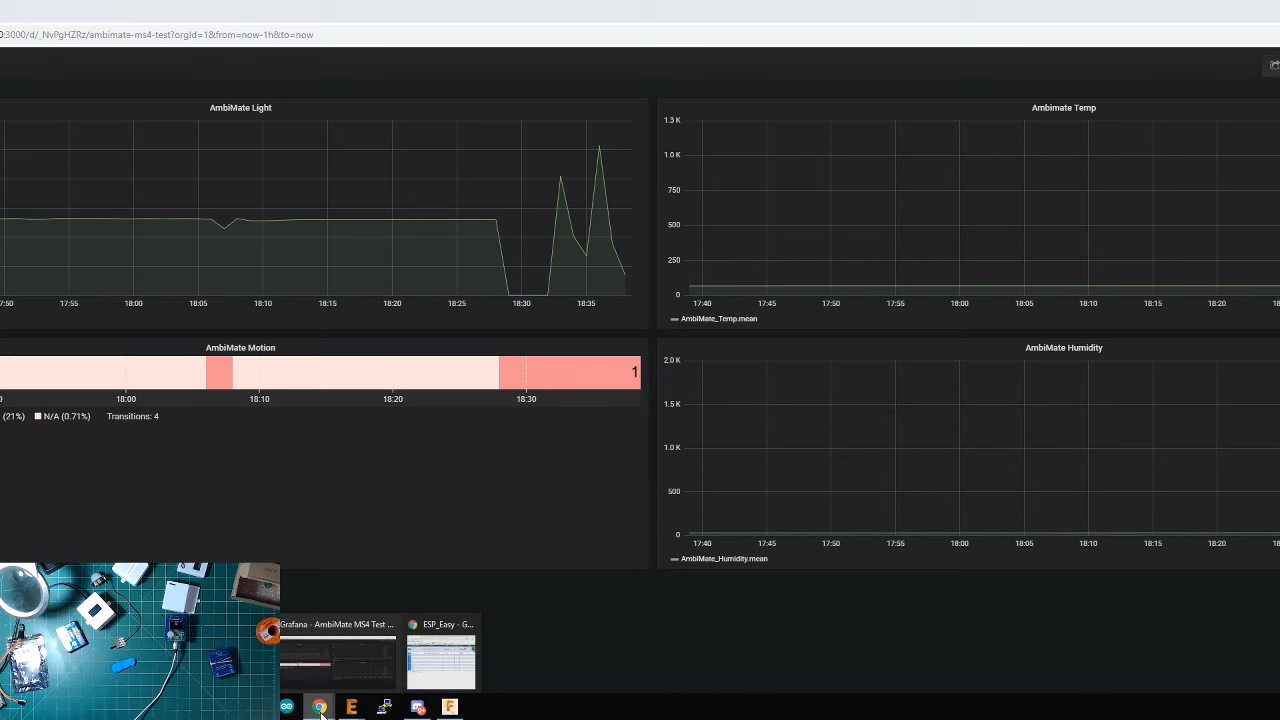 0:3000/d/_NvPgHZRz/ambimate-ms4-test?orgId=1&from=now-1h&to=now
AmbiMate Light
:50 17:55 18:00 18:05 18:10 18:15 18:20 18:25 18:30 18:35
Ambimate Temp
1.3 K
1.0 K
750
500
250
0
17:40 17:45 17:50 17:55 18:00 18:05 18:10 18:15 18:20
AmbiMate_Temp.mean
AmbiMate Motion
1
18:00 18:10 18:20 18:30
(21%) N/A (0.71%) Transitions: 4
AmbiMate Humidity
2.0 K
1.5 K
1.0 K
500
0
17:40 17:45 17:50 17:55 18:00 18:05 18:10 18:15 18:20
AmbiMate_Humidity.mean
Grafana - AmbiMate MS4 Test ...
ESP_Easy - G...